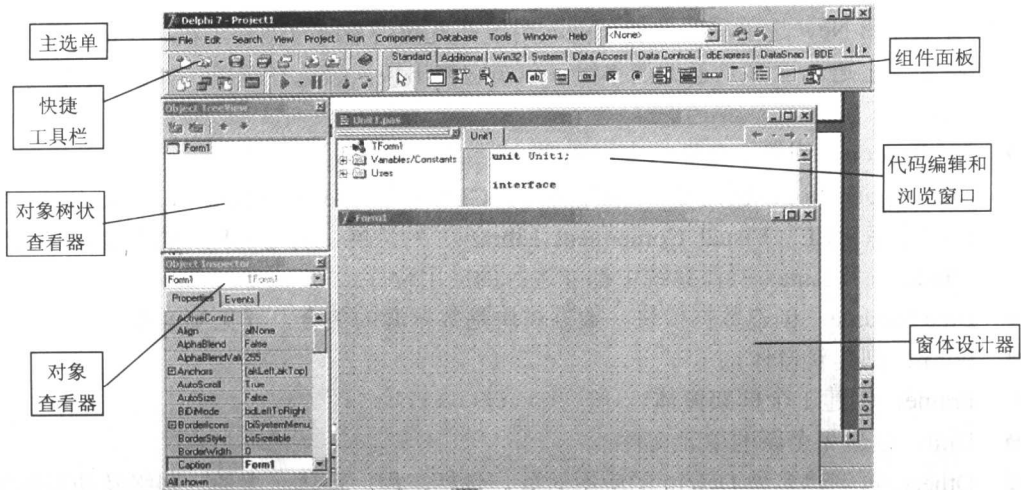 Delphi 7 - Project1
File Edit Search View Project Run Component Database Tools Window Help
<None>
Standard Additional Win32 System Data Access Data Controls dbExpress DataSnap BDE
主选单
快捷
工具栏
组件面板
Object TreeView
Form1
Unit1.pas
TForm1
Variables/Constants
Uses
Unit1
unit Unit1;
interface
对象树状
查看器
代码编辑和
浏览窗口
Form1
Object Inspector
Form1 TForm1
Properties Events
ActiveControl
Align alNone
AlphaBlend False
AlphaBlendVal 255
Anchors [akLeft,akTop]
AutoScroll True
AutoSize False
BiDiMode bdLeftToRight
BorderIcons [biSystemMenu,
BorderStyle bsSizeable
BorderWidth 0
Caption Form1
All shown
对象
查看器
窗体设计器